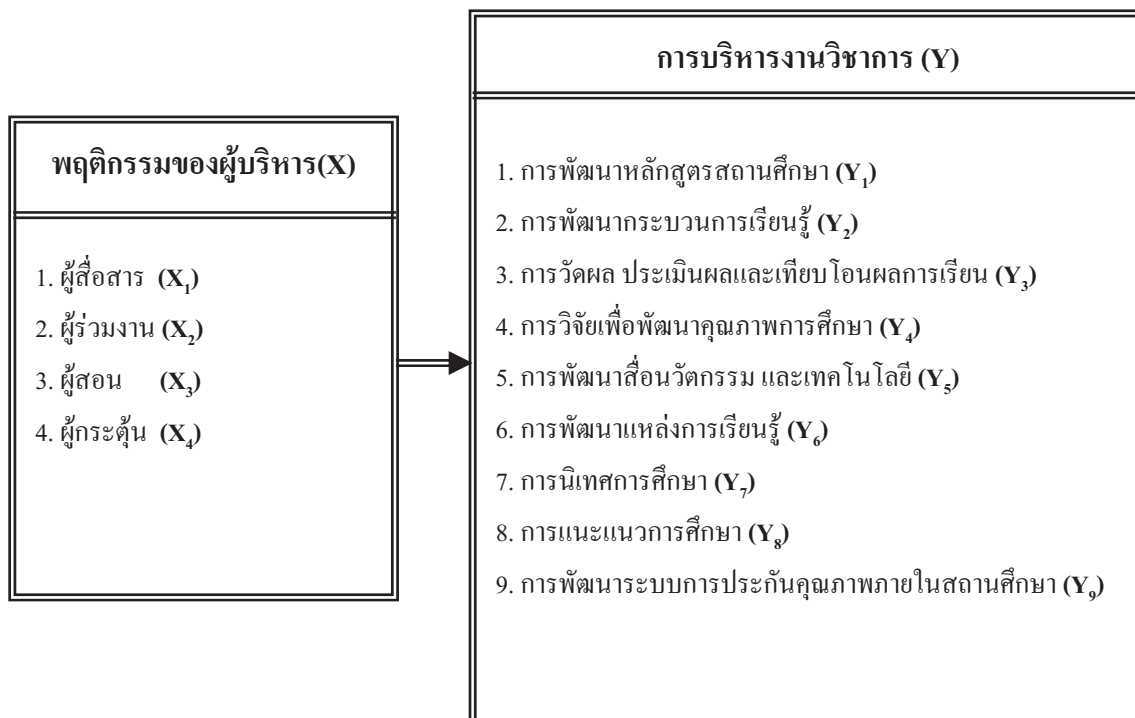 พฤติกรรมของผู้บริหาร(X)
1. ผู้สื่อสาร (X₁)
2. ผู้ร่วมงาน (X₂)
3. ผู้สอน (X₃)
4. ผู้กระตุ้น (X₄)
การบริหารงานวิชาการ (Y)
1. การพัฒนาหลักสูตรสถานศึกษา (Y₁)
2. การพัฒนากระบวนการเรียนรู้ (Y₂)
3. การวัดผล ประเมินผลและเทียบโอนผลการเรียน (Y₃)
4. การวิจัยเพื่อพัฒนาคุณภาพการศึกษา (Y₄)
5. การพัฒนาสื่อนวัตกรรม และเทคโนโลยี (Y₅)
6. การพัฒนาแหล่งการเรียนรู้ (Y₆)
7. การนิเทศการศึกษา (Y₇)
8. การแนะแนวการศึกษา (Y₈)
9. การพัฒนาระบบการประกันคุณภาพภายในสถานศึกษา (Y₉)